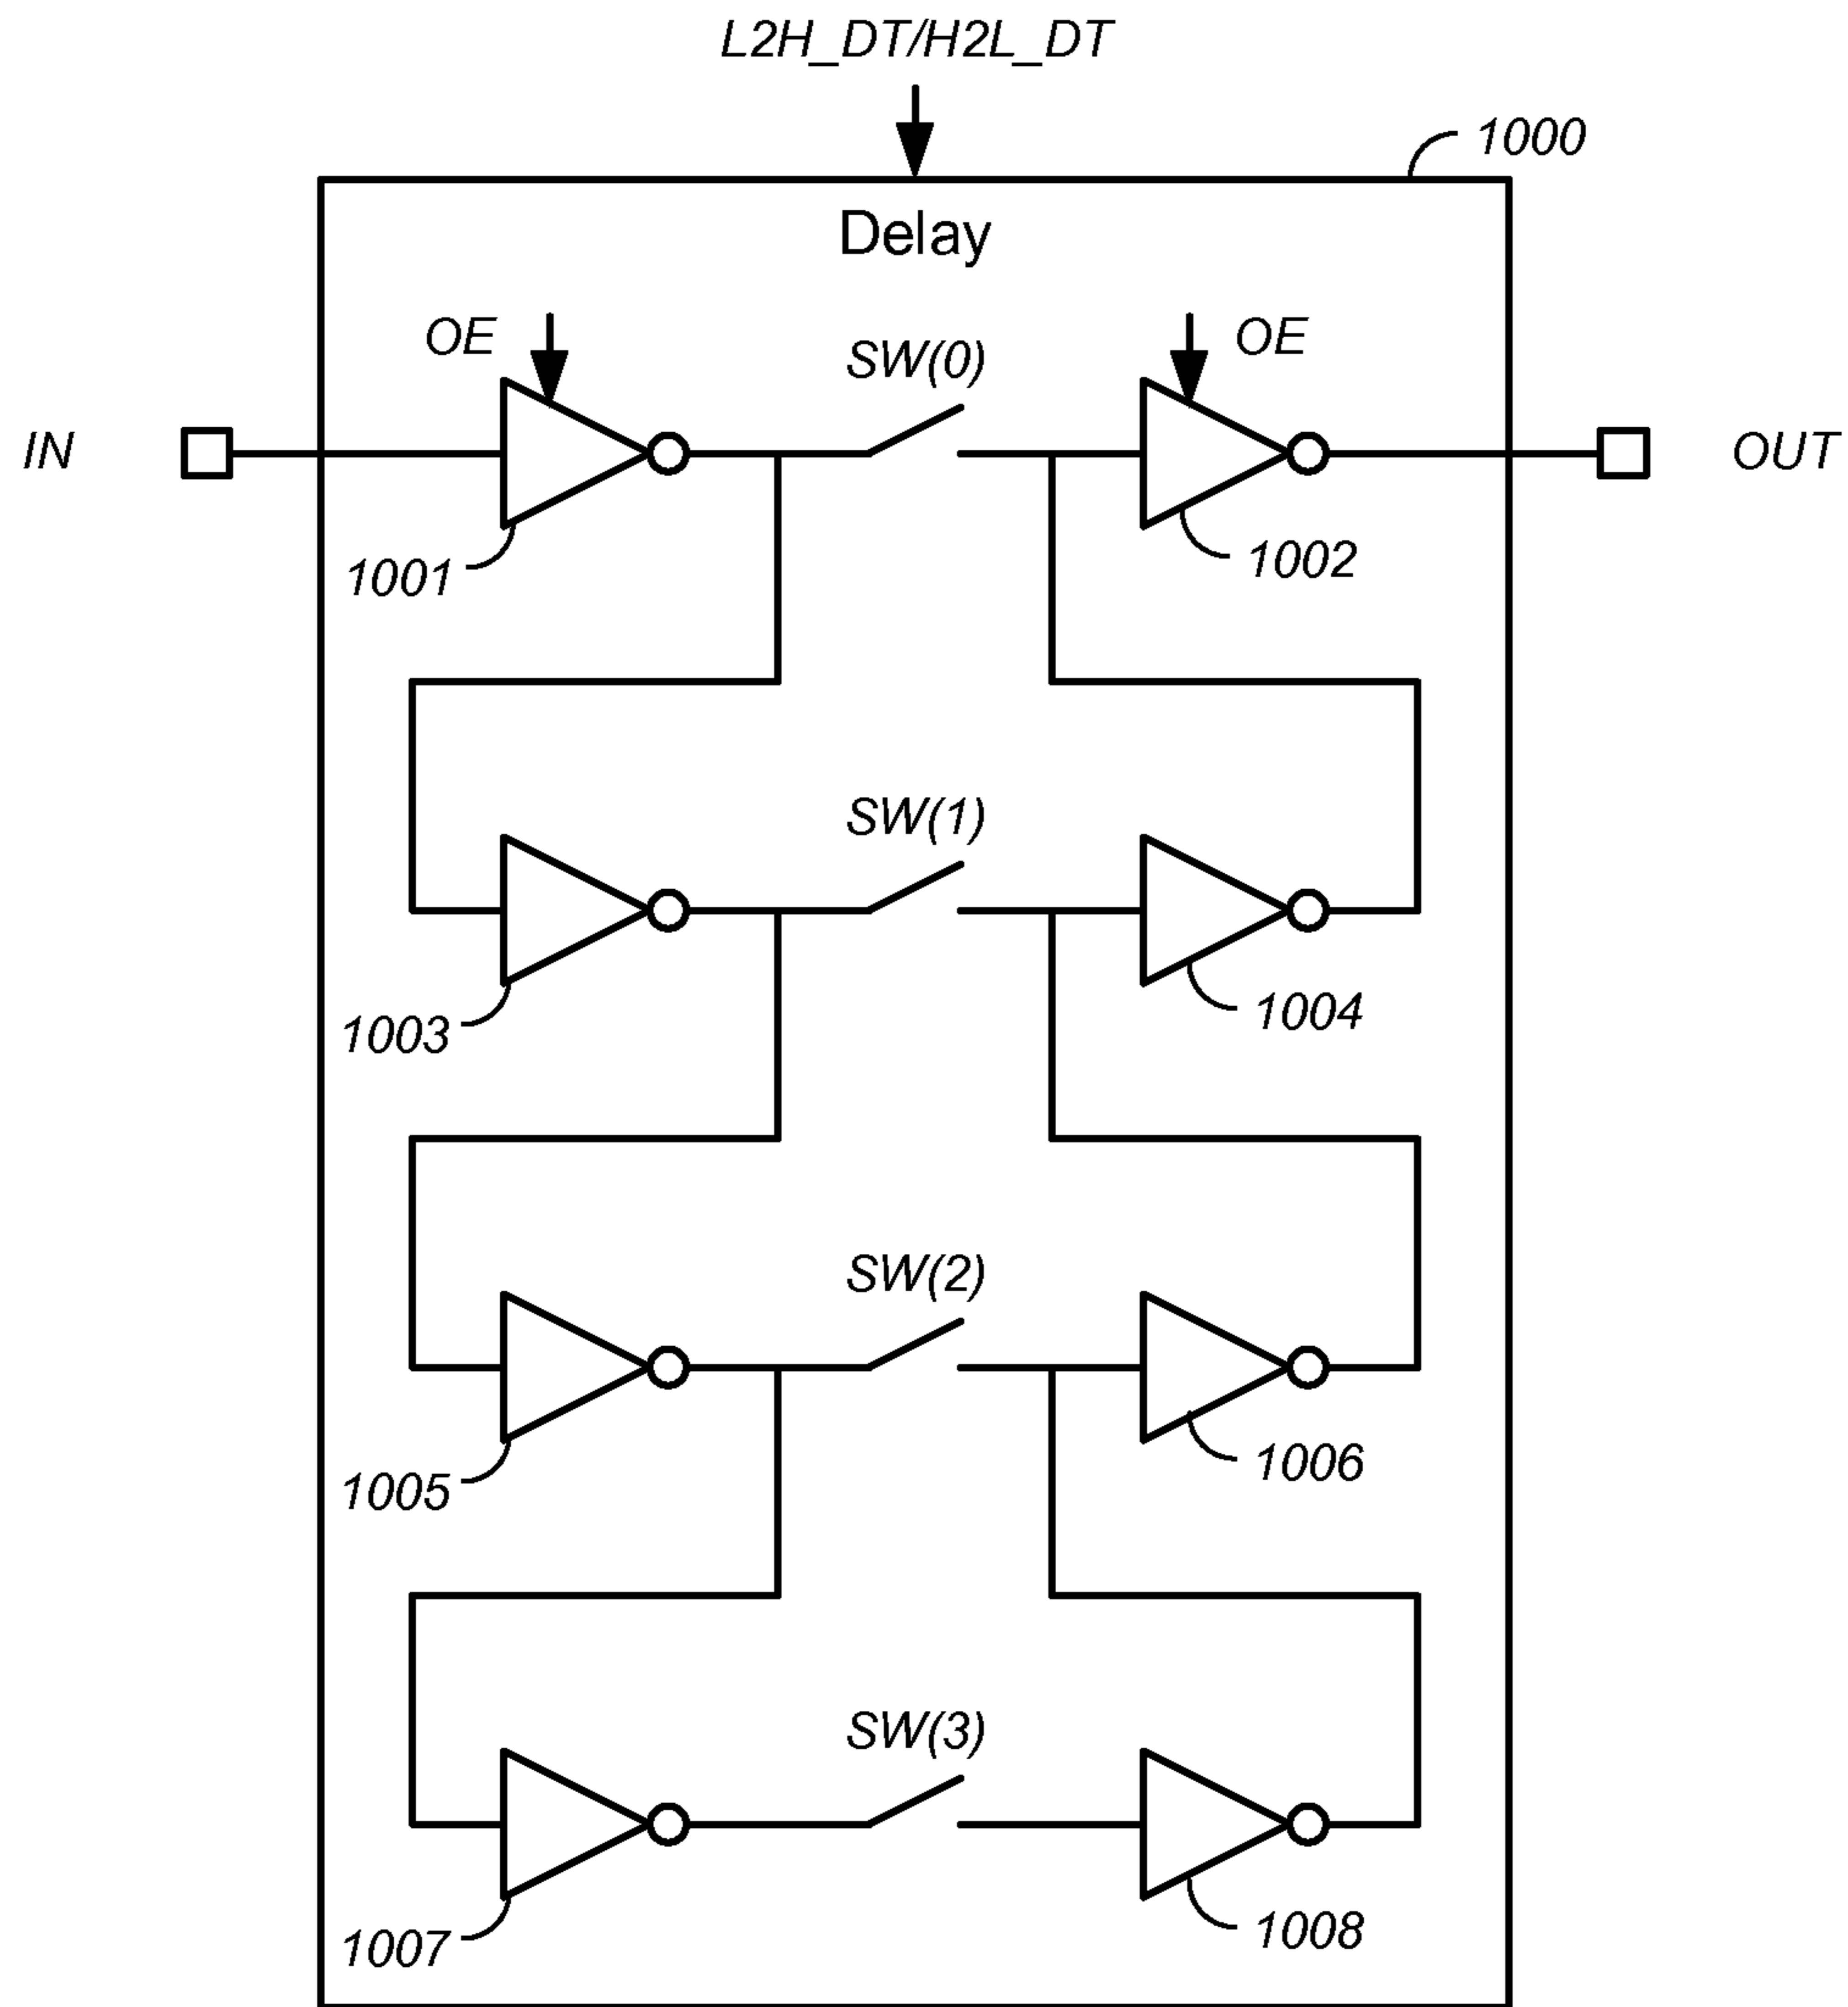 L2H_DT/H2L_DT
1000
Delay
OE
OE
SW(0)
IN
OUT
1001
1002
SW(1)
1003
1004
SW(2)
1005
1006
SW(3)
1007
1008